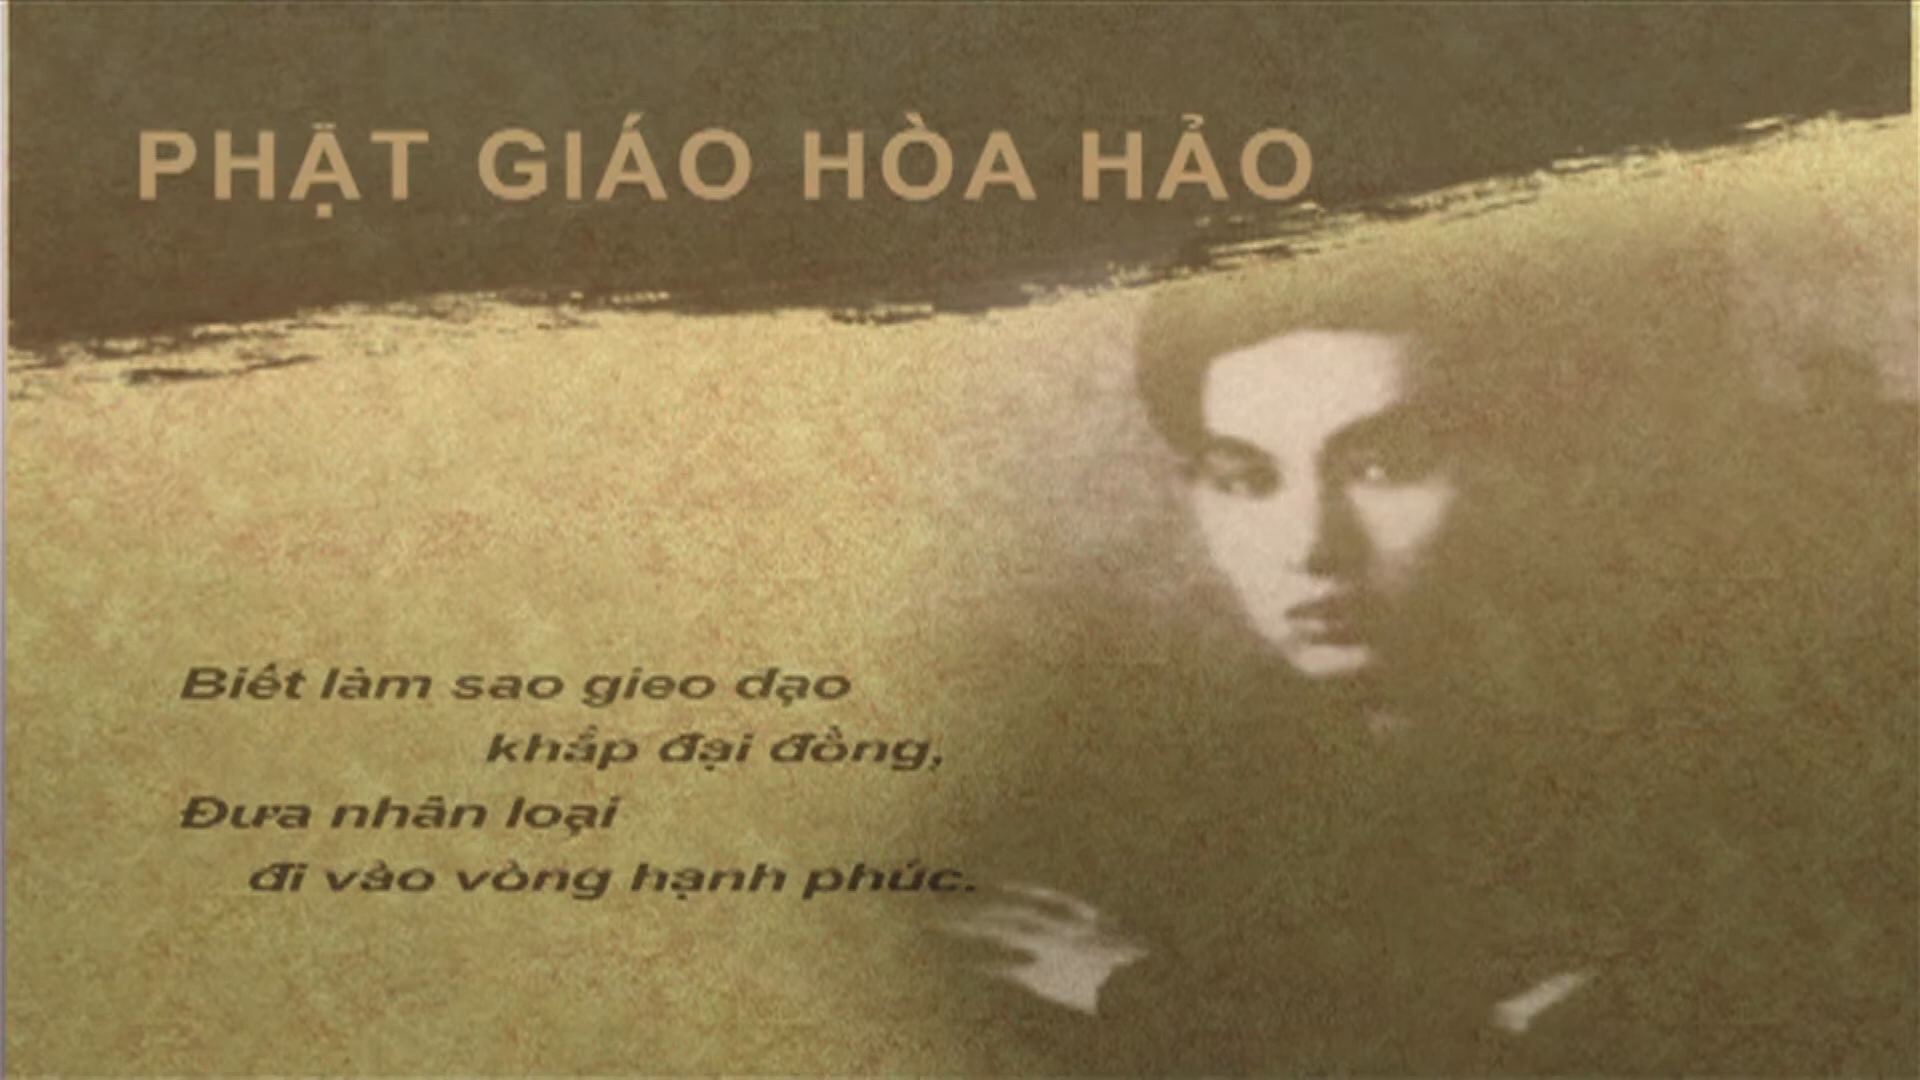 PHẬT GIÁO HÒA HẢO
Biết làm sao gieo đạo
khắp đại đồng,
Đưa nhân loại
đi vào vòng hạnh phúc.